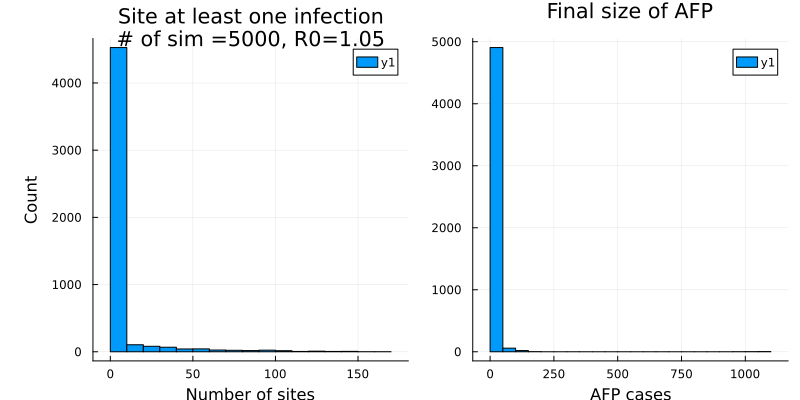 Site at least one infection
# of sim =5000, R0=1.05
y1
4000
3000
2000
1000
0
Count
0 50 100 150
Number of sites
Final size of AFP
y1
5000
4000
3000
2000
1000
0
0 250 500 750 1000
AFP cases